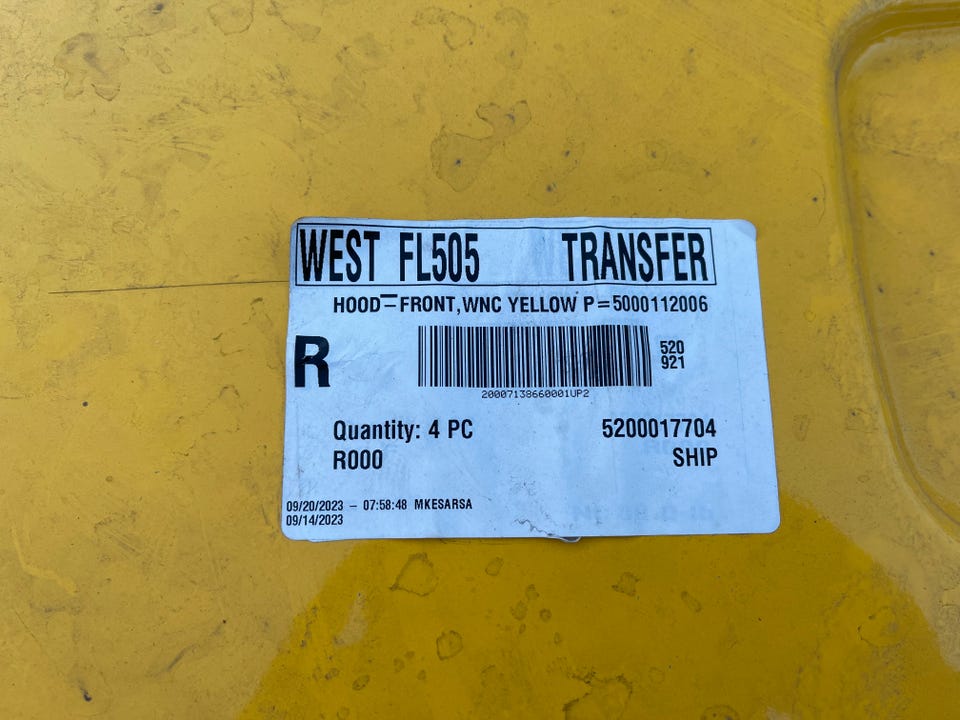 WEST FL505 TRANSFER
HOOD-FRONT,WNC YELLOW P=5000112006
R
520
921
20007138660001UP2
Quantity: 4 PC 5200017704
R000 SHIP
09/20/2023 - 07:58:48 MKESARSA
09/14/2023